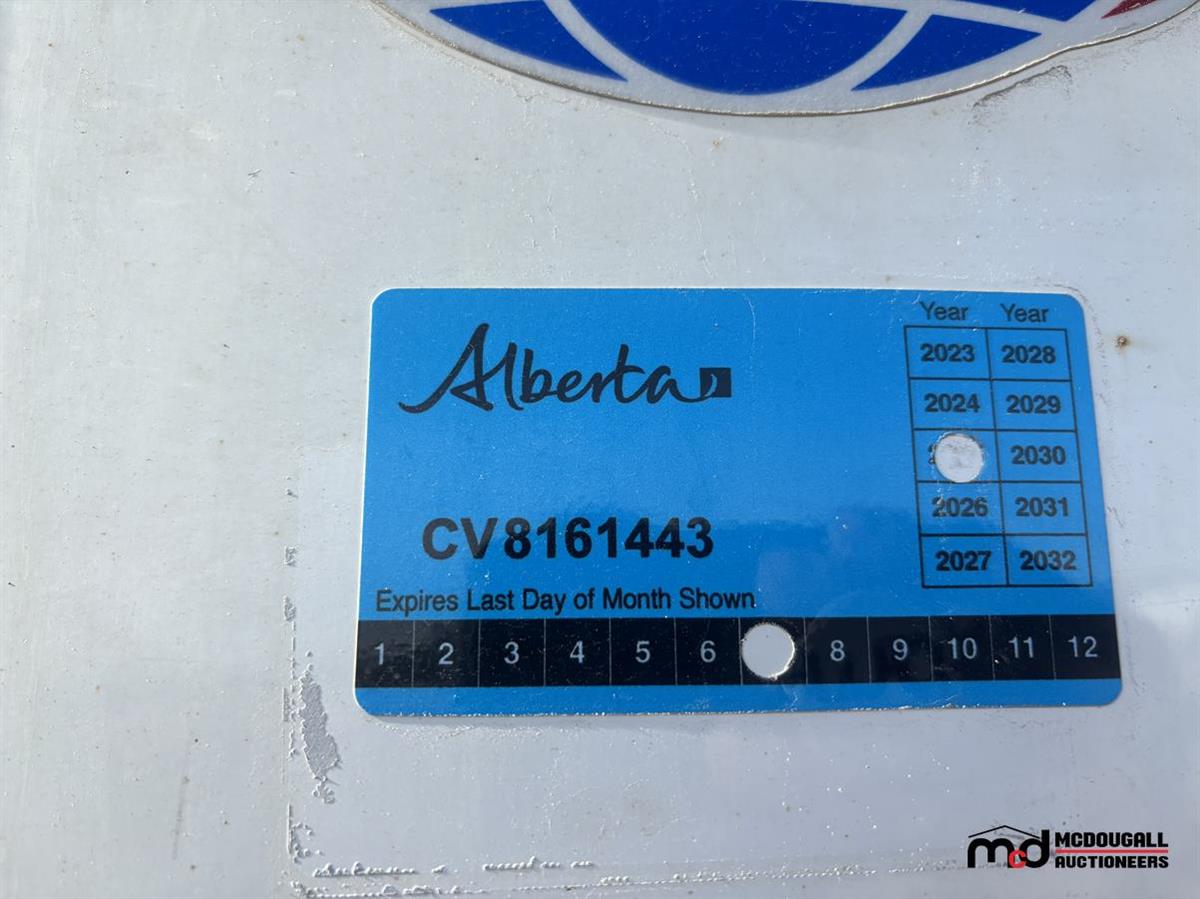 Alberta
Year Year
2023 2028
2024 2029
2030
2026 2031
2027 2032
CV8161443
Expires Last Day of Month Shown
1 2 3 4 5 6 8 9 10 11 12
mcd MCDOUGALL
AUCTIONEERS